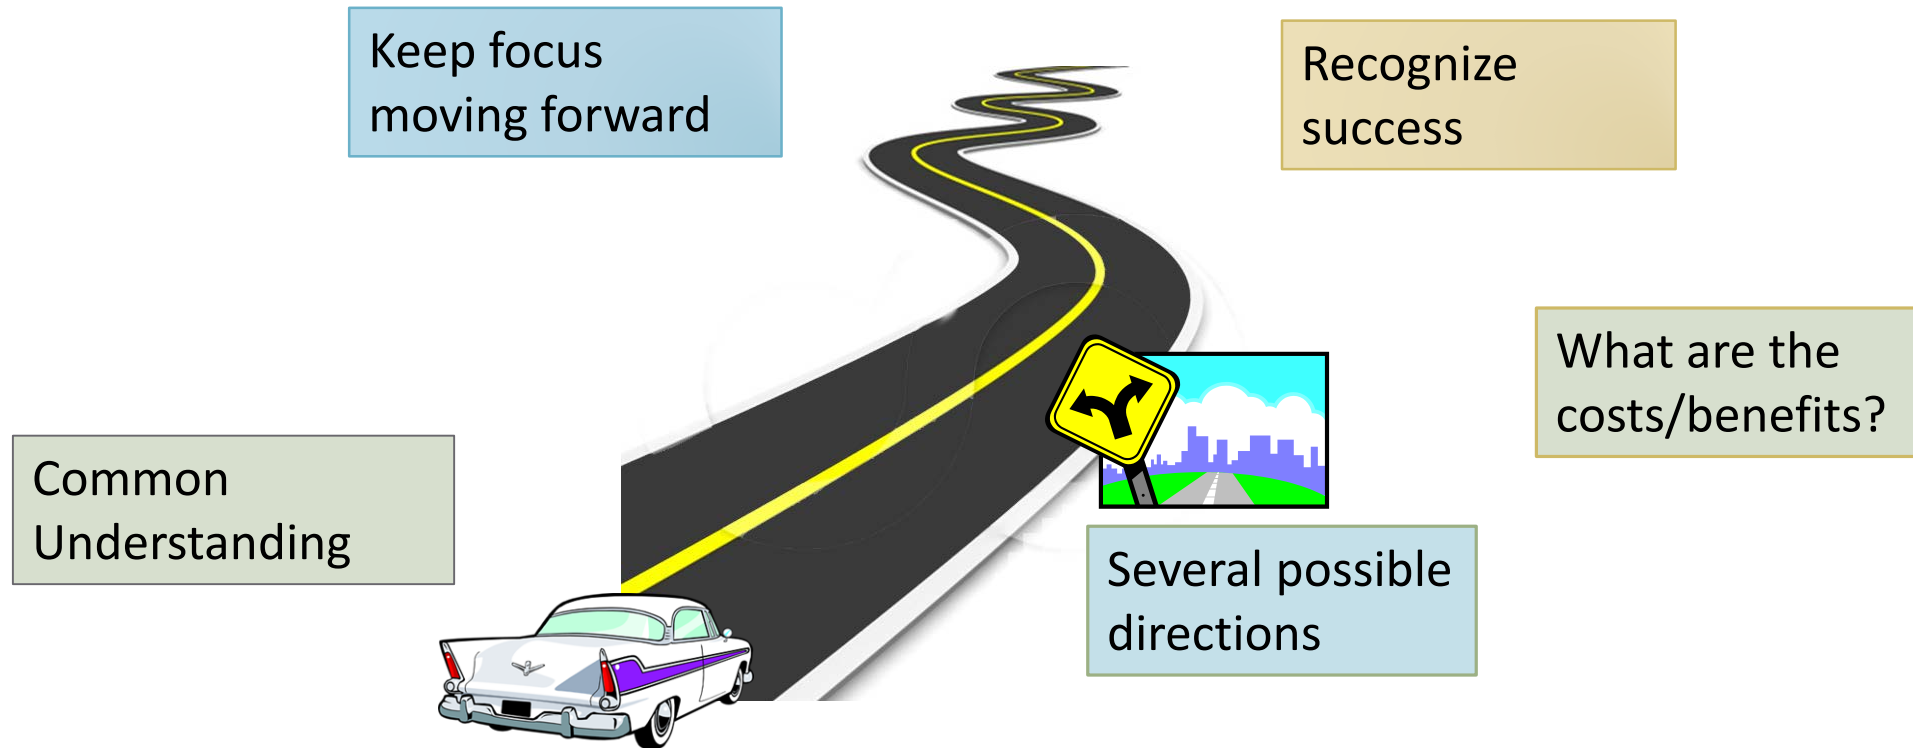 Keep focus
moving forward
Recognize
success
What are the
costs/benefits?
Common
Understanding
Several possible
directions